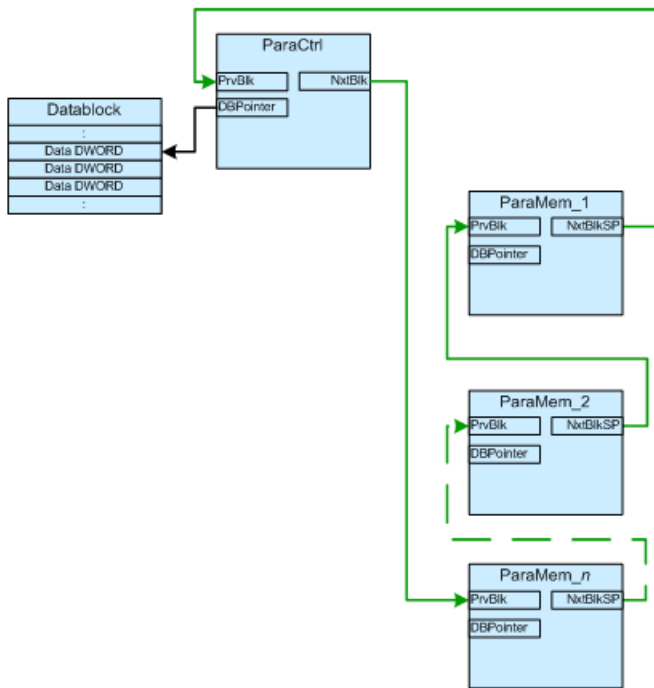 ParaCtrl
PrvBlk
NxtBlk
DBPointer
Datablock
:
Data DWORD
Data DWORD
Data DWORD
:
ParaMem_1
PrvBlk
NxtBlkSP
DBPointer
ParaMem_2
PrvBlk
NxtBlkSP
DBPointer
ParaMem_n
PrvBlk
NxtBlkSP
DBPointer